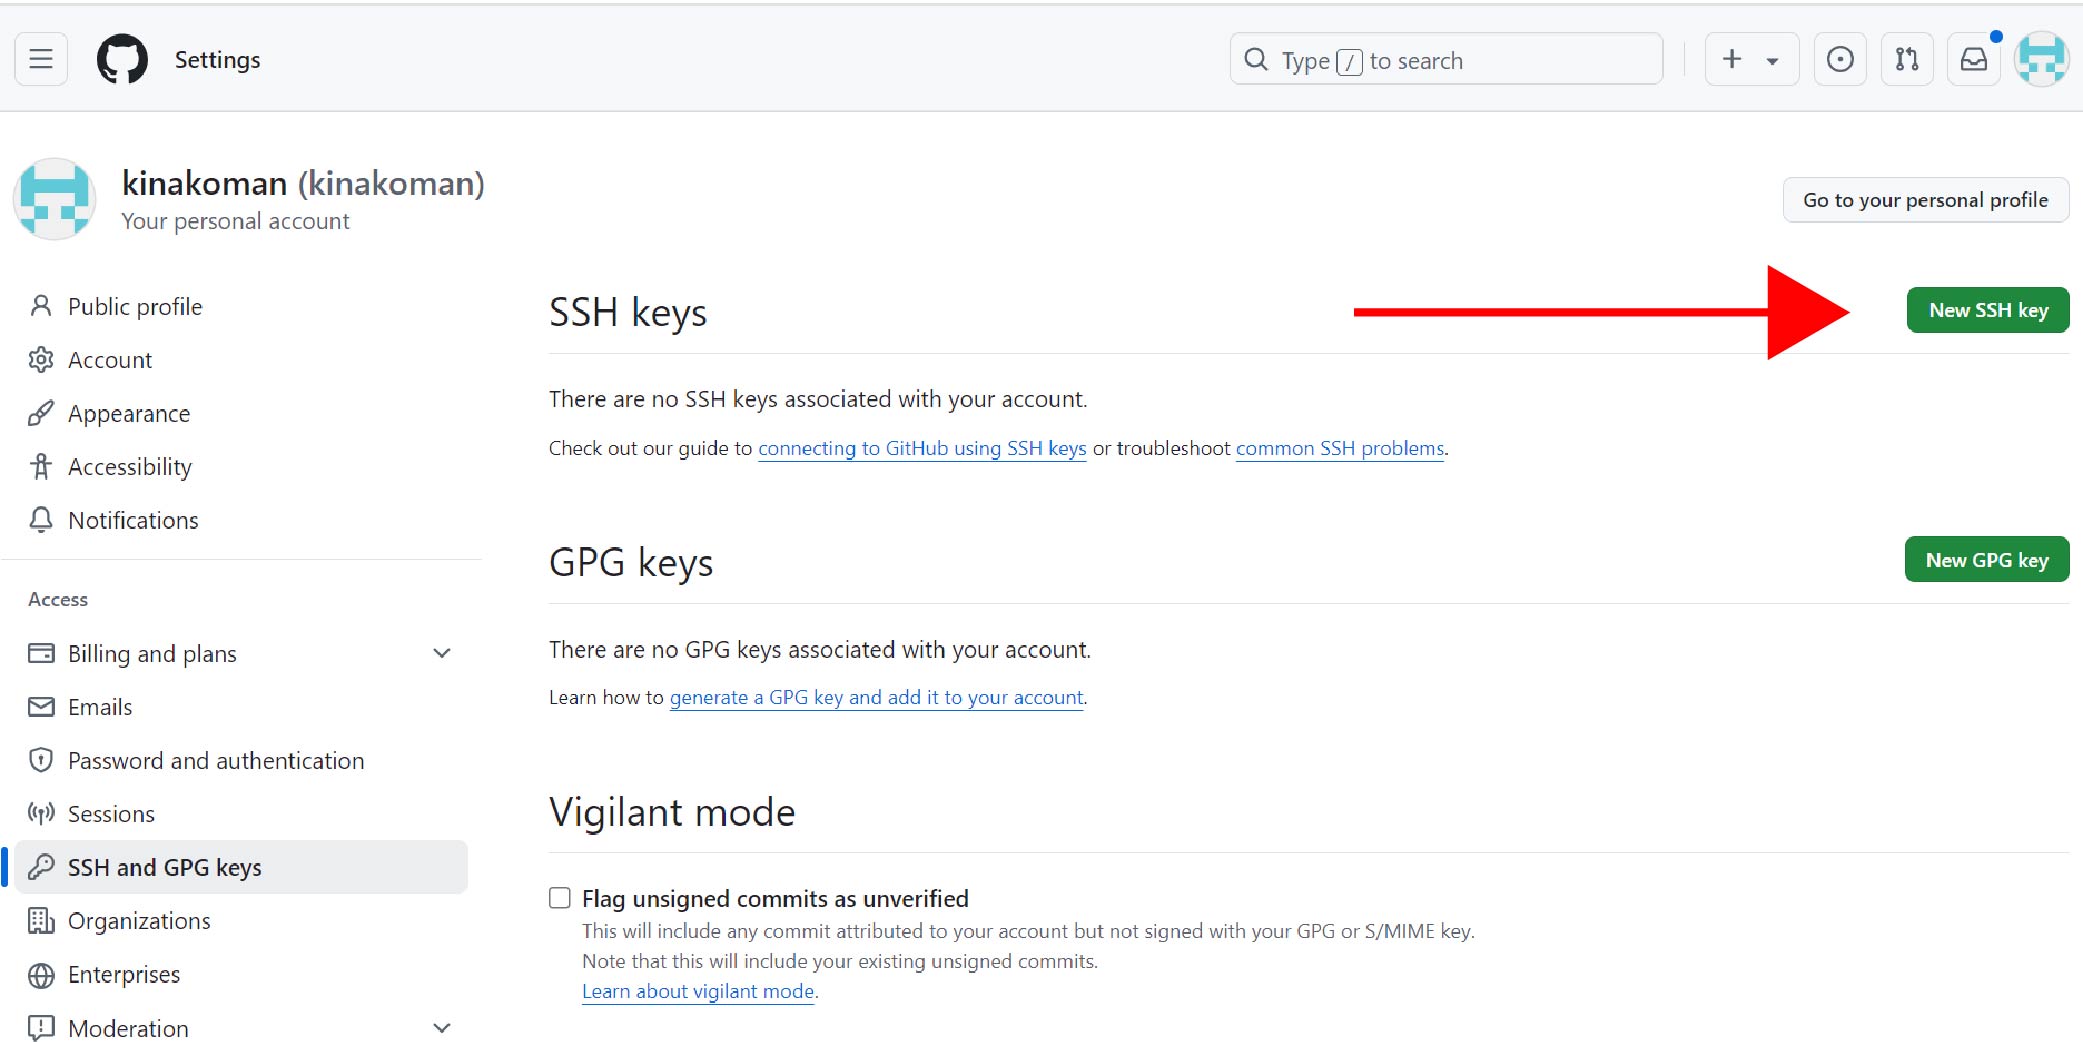 Settings
Type / to search
kinakoman (kinakoman)
Your personal account
Go to your personal profile
Public profile
Account
Appearance
Accessibility
Notifications
Access
Billing and plans
Emails
Password and authentication
Sessions
SSH and GPG keys
Organizations
Enterprises
Moderation
SSH keys
New SSH key
There are no SSH keys associated with your account.
Check out our guide to connecting to GitHub using SSH keys or troubleshoot common SSH problems.
GPG keys
New GPG key
There are no GPG keys associated with your account.
Learn how to generate a GPG key and add it to your account.
Vigilant mode
Flag unsigned commits as unverified
This will include any commit attributed to your account but not signed with your GPG or S/MIME key.
Note that this will include your existing unsigned commits.
Learn about vigilant mode.